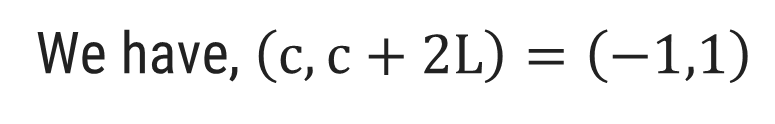 We have, (c, c + 2L) = (−1,1)